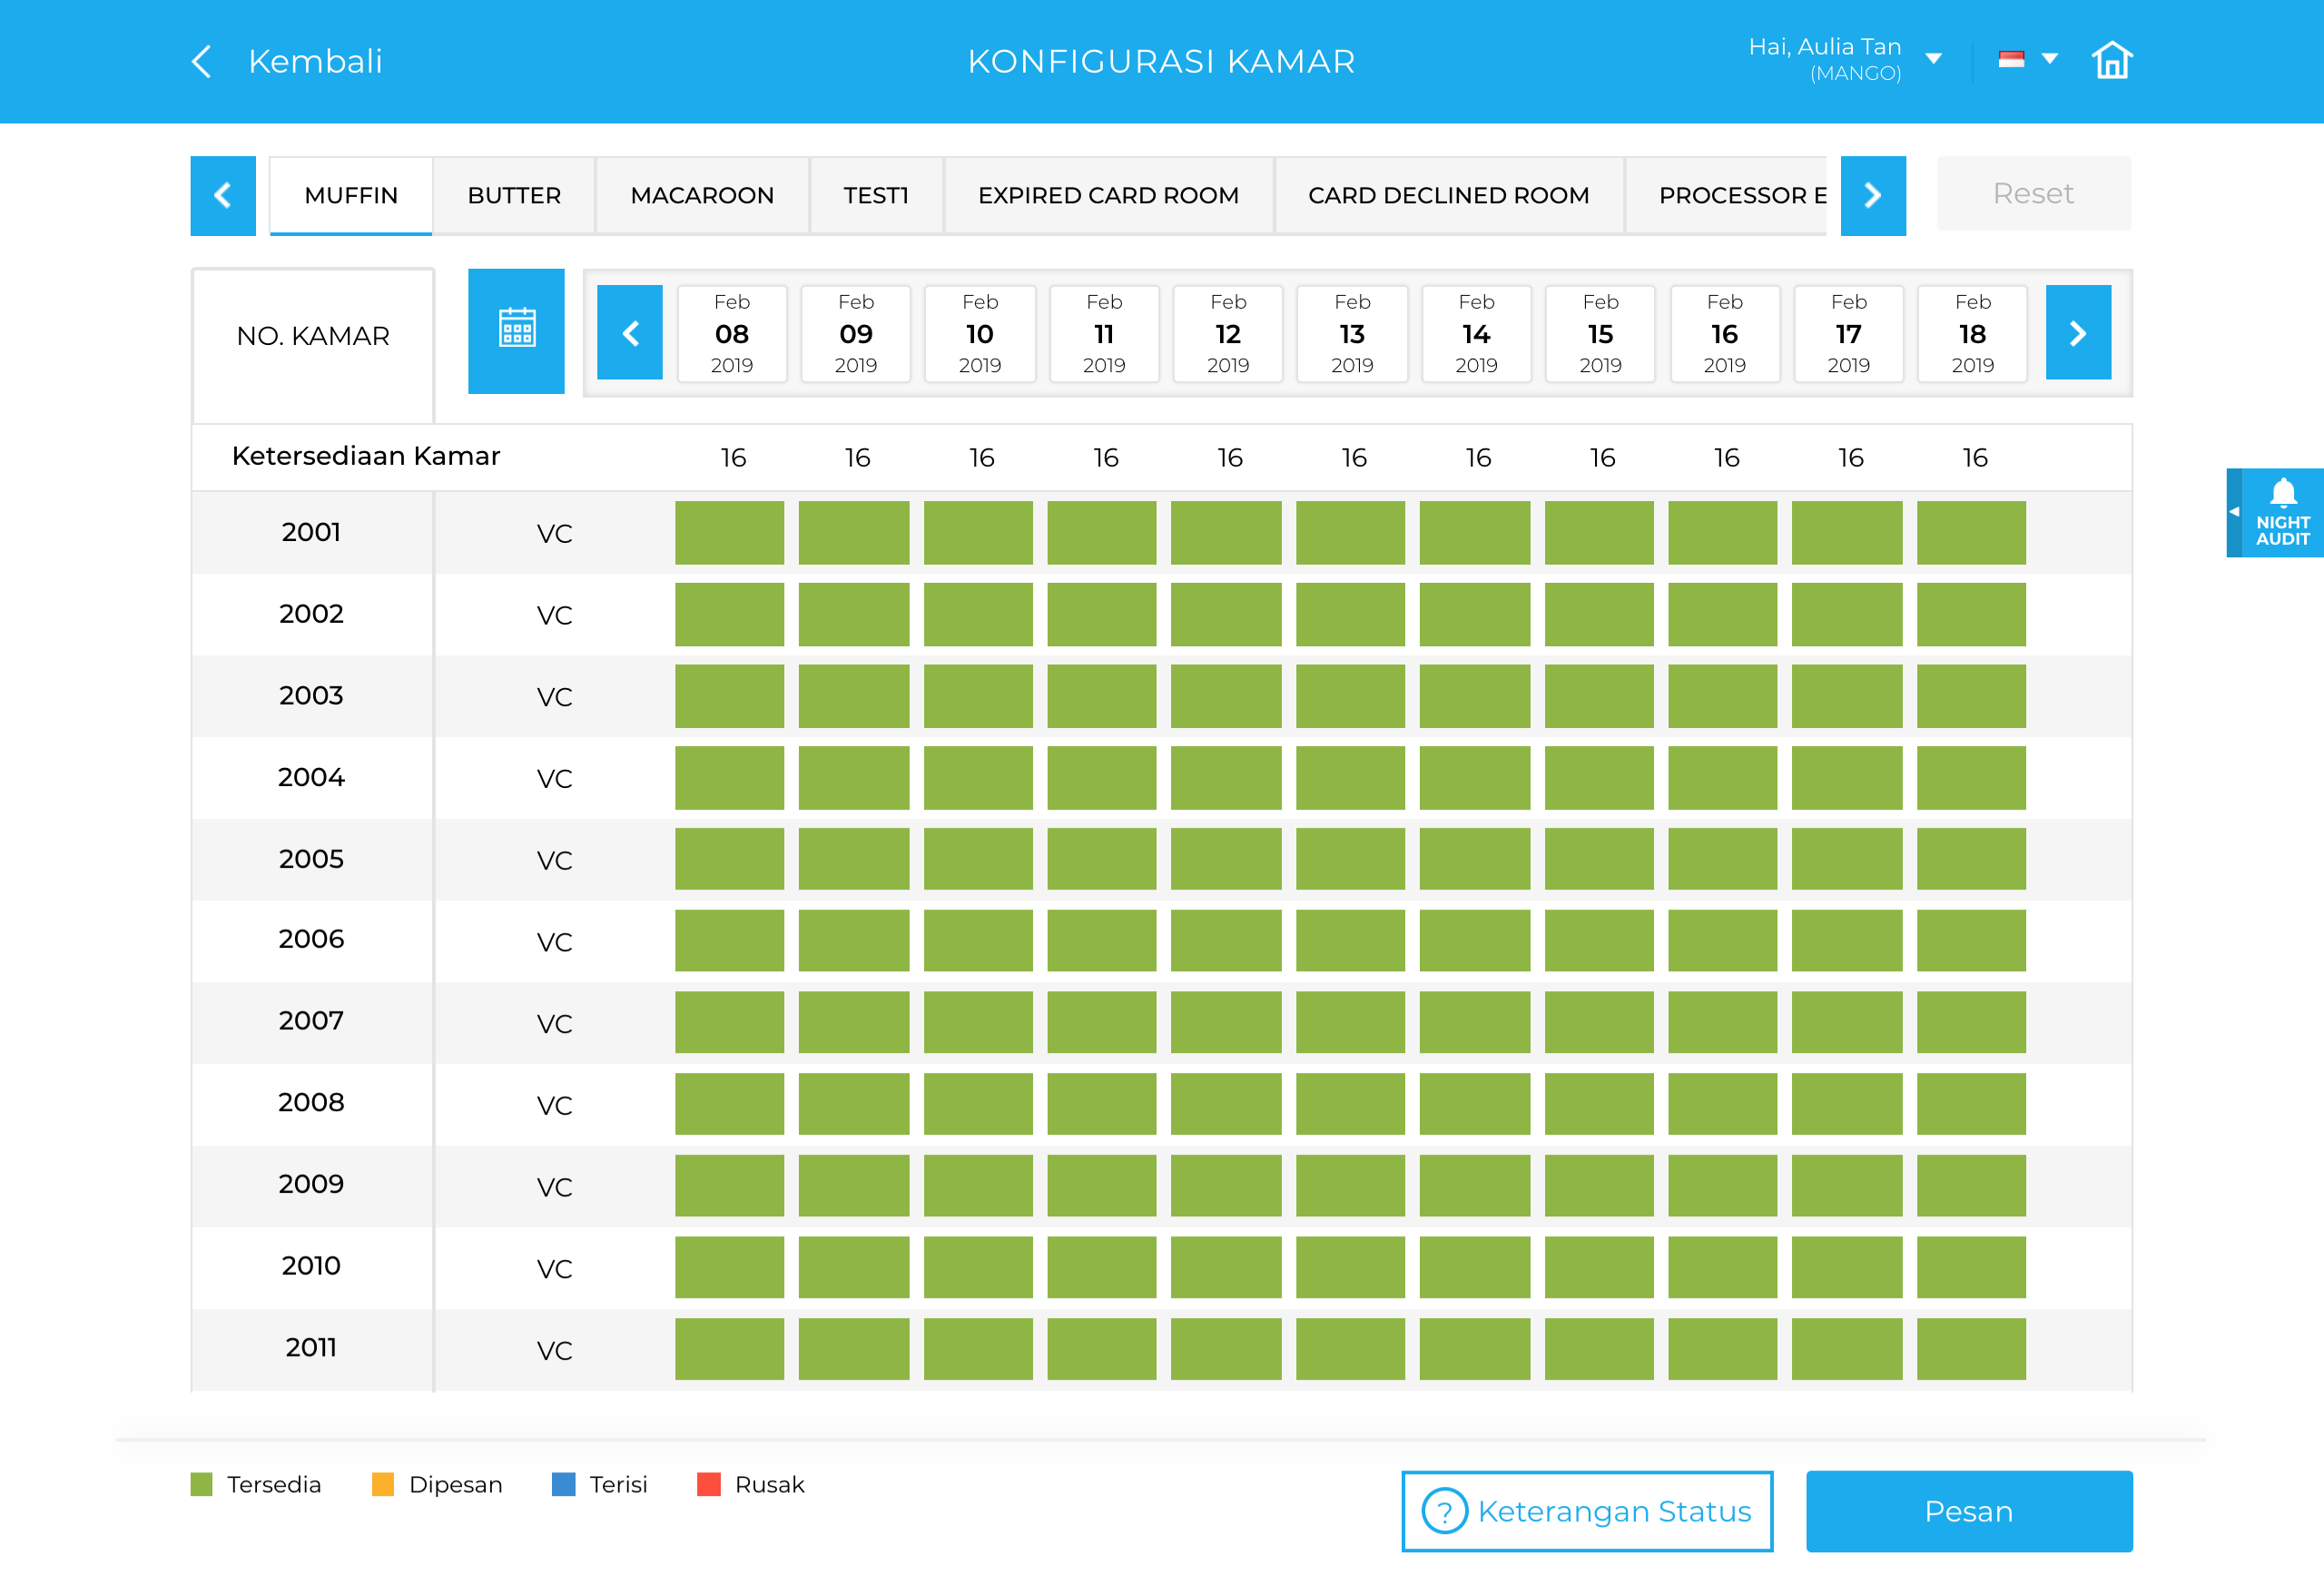 Kembali
KONFIGURASI KAMAR
Hai, Aulia Tan
(MANGO)
MUFFIN BUTTER MACAROON TEST1 EXPIRED CARD ROOM CARD DECLINED ROOM PROCESSOR E
Reset
NO. KAMAR
Feb Feb Feb Feb Feb Feb Feb Feb Feb Feb Feb
08 09 10 11 12 13 14 15 16 17 18
2019 2019 2019 2019 2019 2019 2019 2019 2019 2019 2019
Ketersediaan Kamar 16 16 16 16 16 16 16 16 16 16 16
NIGHT
AUDIT
2001 VC
2002 VC
2003 VC
2004 VC
2005 VC
2006 VC
2007 VC
2008 VC
2009 VC
2010 VC
2011 VC
Tersedia Dipesan Terisi Rusak
? Keterangan Status
Pesan